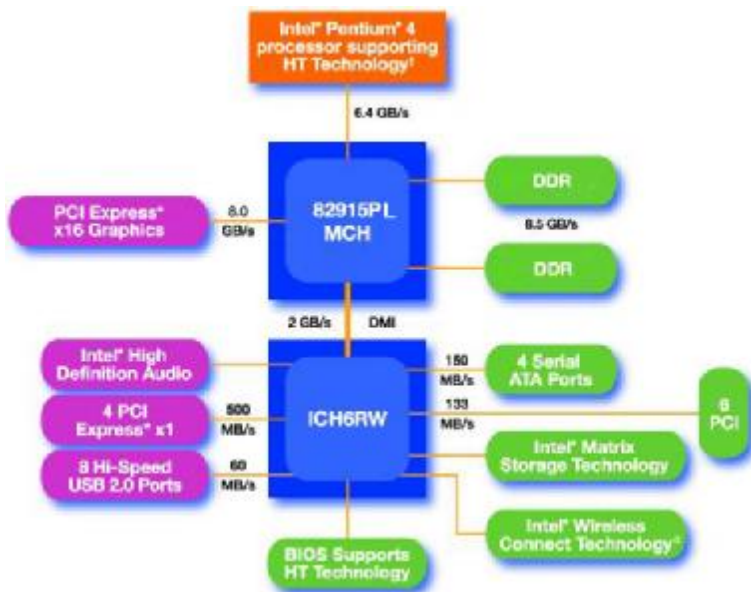 Intel* Pentium* 4
processor supporting
HT Technology†
6.4 GB/s
82915PL
MCH
DDR
8.5 GB/s
DDR
PCI Express*
x16 Graphics
8.0
GB/s
2 GB/s
DMI
Intel* High
Definition Audio
4 PCI
Express* x1
500
MB/s
8 Hi-Speed
USB 2.0 Ports
60
MB/s
ICH6RW
150
MB/s
4 Serial
ATA Ports
133
MB/s
6
PCI
Intel* Matrix
Storage Technology
Intel* Wireless
Connect Technology
BIOS Supports
HT Technology